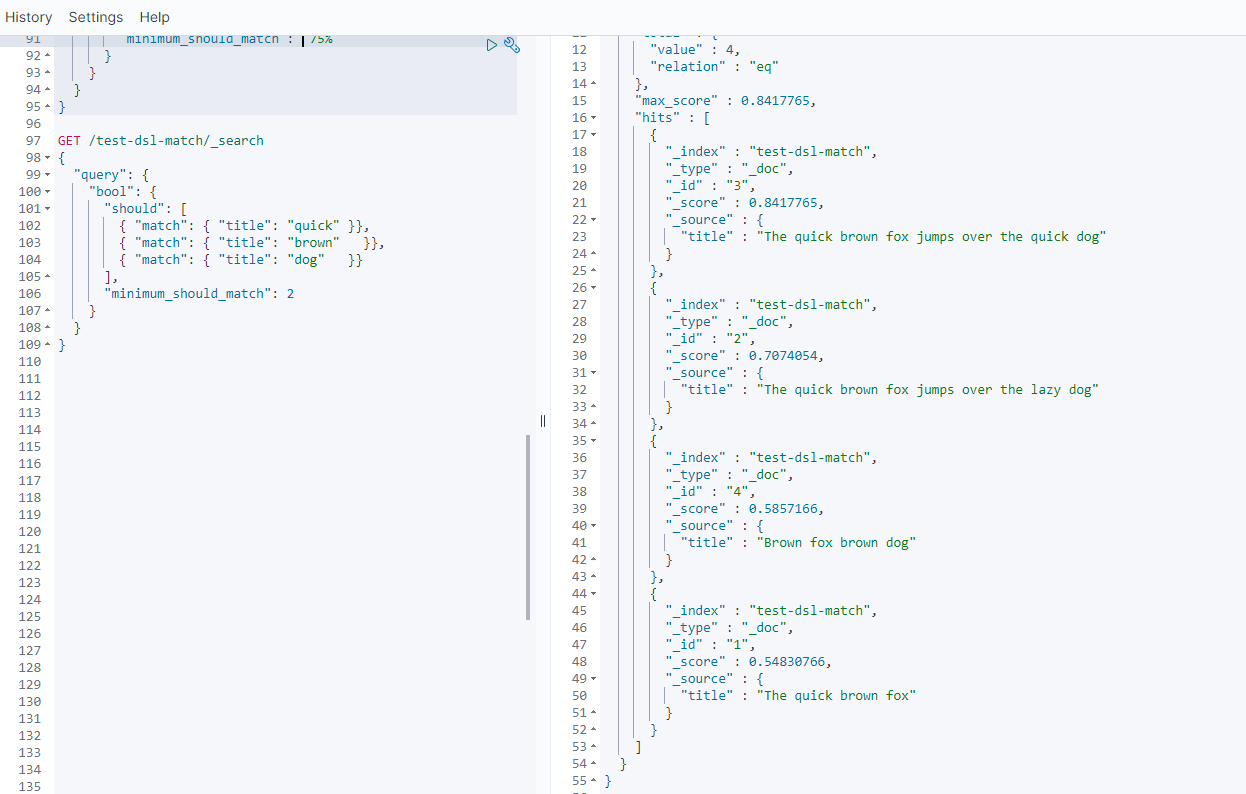 History Settings Help
91 minimum_should_match : 75%
92 }
93 }
94 }
95 }
96
97 GET /test-dsl-match/_search
98 {
99 "query": {
100 "bool": {
101 "should": [
102 { "match": { "title": "quick" }},
103 { "match": { "title": "brown"   }},
104 { "match": { "title": "dog"   }}
105 ],
106 "minimum_should_match": 2
107 }
108 }
109 }
110
111
112
113
114
115
116
117
118
119
120
121
122
123
124
125
126
127
128
129
130
131
132
133
134
135
12 "value" : 4,
13 "relation" : "eq"
14 },
15 "max_score" : 0.8417765,
16 "hits" : [
17 {
18 "_index" : "test-dsl-match",
19 "_type" : "_doc",
20 "_id" : "3",
21 "_score" : 0.8417765,
22 "_source" : {
23 "title" : "The quick brown fox jumps over the quick dog"
24 }
25 },
26 {
27 "_index" : "test-dsl-match",
28 "_type" : "_doc",
29 "_id" : "2",
30 "_score" : 0.7074054,
31 "_source" : {
32 "title" : "The quick brown fox jumps over the lazy dog"
33 }
34 },
35 {
36 "_index" : "test-dsl-match",
37 "_type" : "_doc",
38 "_id" : "4",
39 "_score" : 0.5857166,
40 "_source" : {
41 "title" : "Brown fox brown dog"
42 }
43 },
44 {
45 "_index" : "test-dsl-match",
46 "_type" : "_doc",
47 "_id" : "1",
48 "_score" : 0.54830766,
49 "_source" : {
50 "title" : "The quick brown fox"
51 }
52 }
53 ]
54 }
55 }